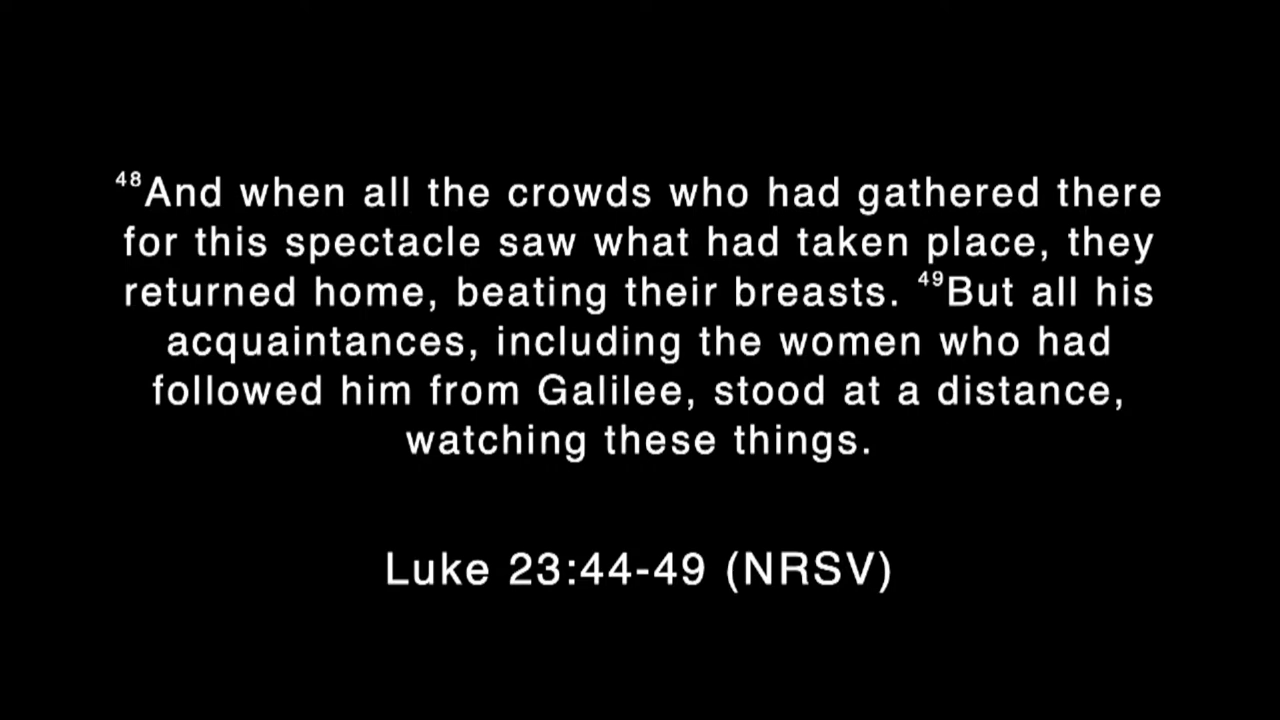 ⁴⁸And when all the crowds who had gathered there
for this spectacle saw what had taken place, they
returned home, beating their breasts. ⁴⁹But all his
acquaintances, including the women who had
followed him from Galilee, stood at a distance,
watching these things.
Luke 23:44-49 (NRSV)